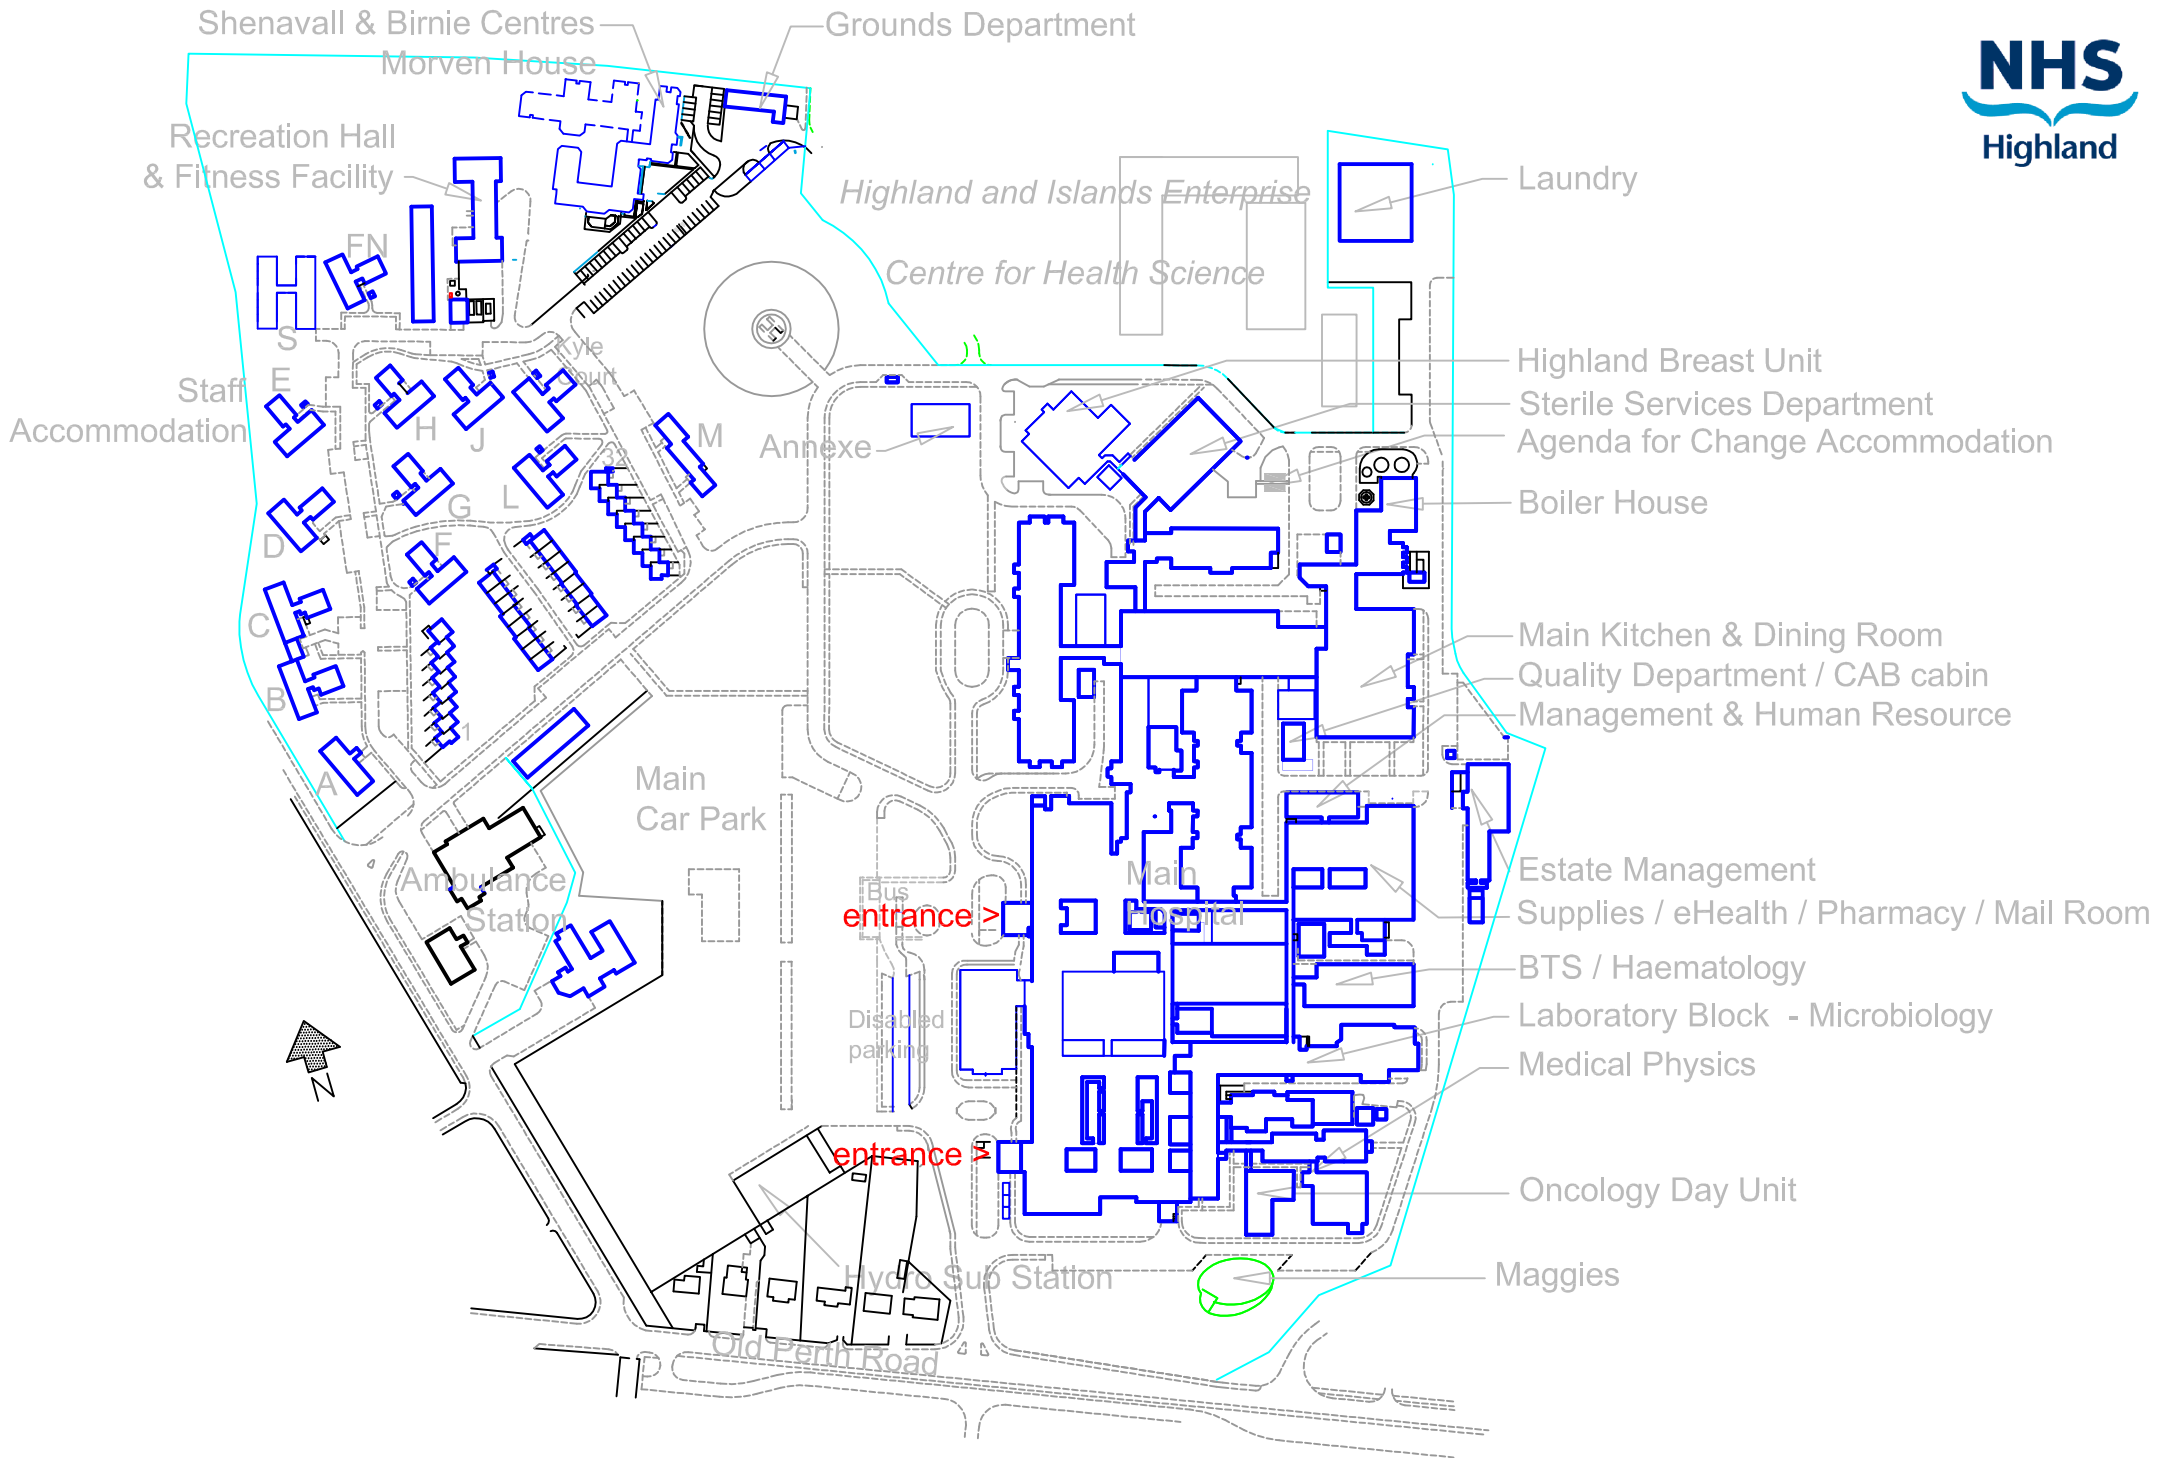 Shenavall & Birnie Centres
Morven House
Grounds Department
NHS
Highland
Recreation Hall
& Fitness Facility
Highland and Islands Enterprise
Centre for Health Science
Laundry
FN
S
E
Staff
Accommodation
Kyle
Court
H
J
M
32
G
L
D
F
C
B
1
A
Annexe
Highland Breast Unit
Sterile Services Department
Agenda for Change Accommodation
Boiler House
Main Kitchen & Dining Room
Quality Department / CAB cabin
Management & Human Resource
Main
Car Park
Ambulance
Station
Bus
entrance >
Main
Hospital
Estate Management
Supplies / eHealth / Pharmacy / Mail Room
BTS / Haematology
Disabled
parking
Laboratory Block - Microbiology
Medical Physics
N
entrance >
Oncology Day Unit
Hydro Sub Station
Maggies
Old Perth Road